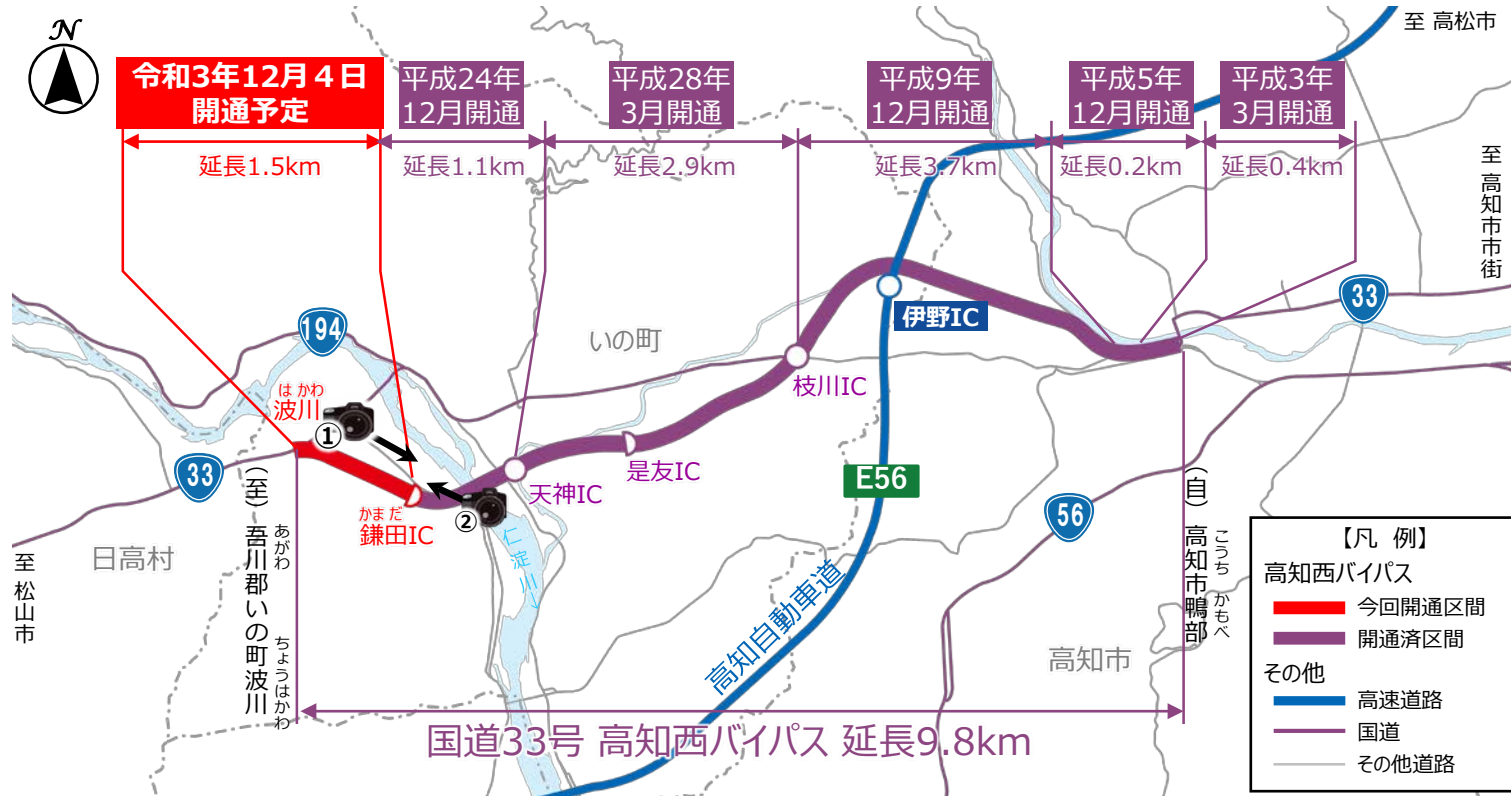 N
至 高松市
令和3年12月４日
開通予定
平成24年
12月開通
平成28年
3月開通
平成9年
12月開通
平成5年
12月開通
平成3年
3月開通
延長1.5km
延長1.1km
延長2.9km
延長3.7km
延長0.2km
延長0.4km
至 高知市市街
33
194
伊野IC
いの町
枝川IC
はかわ
波川
①
是友IC
天神IC
33
E56
かまだ
鎌田IC
②
仁淀川
56
日高村
至 松山市
(至) 吾川郡いの町波川
あがわ
ちょうはかわ
(自) 高知市鴨部
こうち かもべ
高知自動車道
高知市
国道33号 高知西バイパス 延長9.8km
【凡 例】
高知西バイパス
今回開通区間
開通済区間
その他
高速道路
国道
その他道路